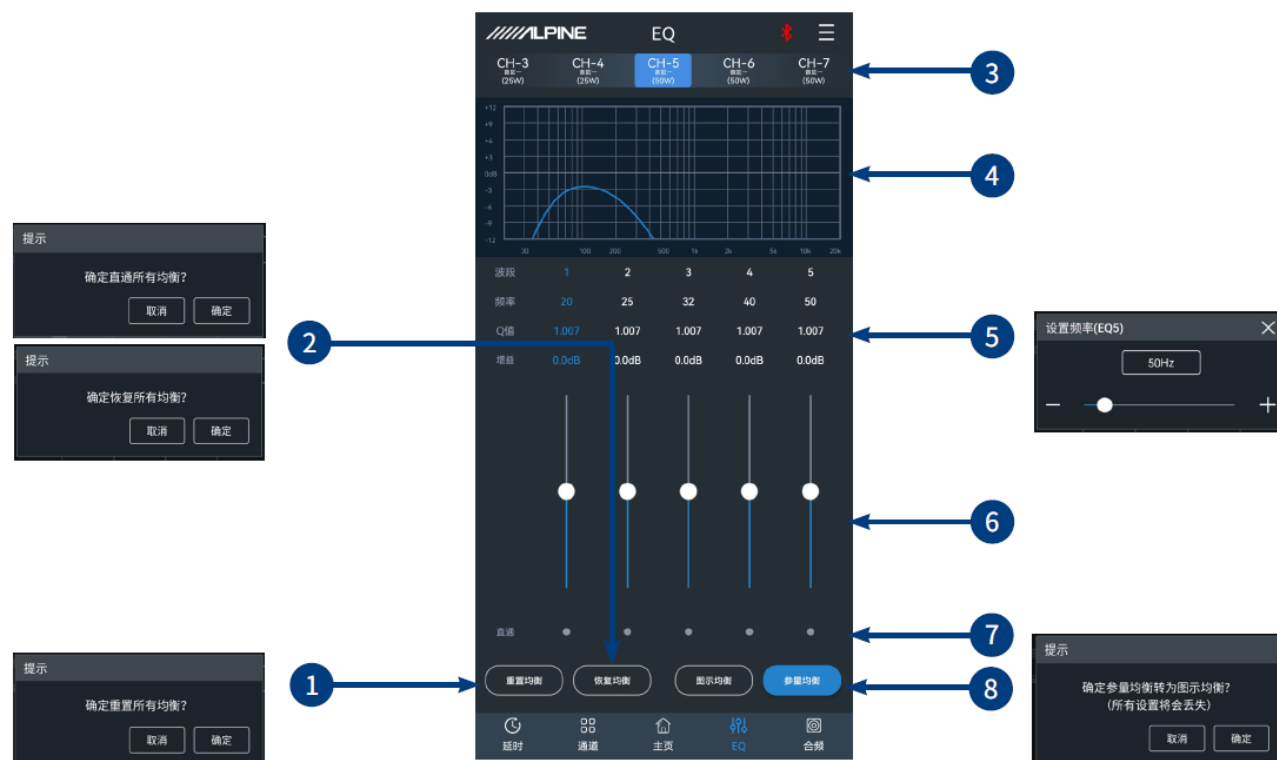 ALPINE
EQ
CH-3 CH-4 CH-5 CH-6 CH-7
(25W) (25W) (50W) (50W) (50W)
3
+12
+9
+6
+3
0dB
-3
-6
-9
-12
30 100 200 500 1k 2k 5k 10k 20k
4
波段 1 2 3 4 5
频率 20 25 32 40 50
Q值 1.007 1.007 1.007 1.007 1.007
增益 0.0dB 0.0dB 0.0dB 0.0dB 0.0dB
5
设置频率(EQ5)
50Hz
提示
确定直通所有均衡?
取消 确定
2
提示
确定恢复所有均衡?
取消 确定
6
直通
7
提示
确定重置所有均衡?
取消 确定
1
重置均衡 恢复均衡 图示均衡 参量均衡
8
提示
确定参量均衡转为图示均衡?
(所有设置将会丢失)
取消 确定
延时 通道 主页 EQ 合频